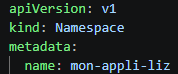 apiVersion: v1
kind: Namespace
metadata:
  name: mon-appli-liz